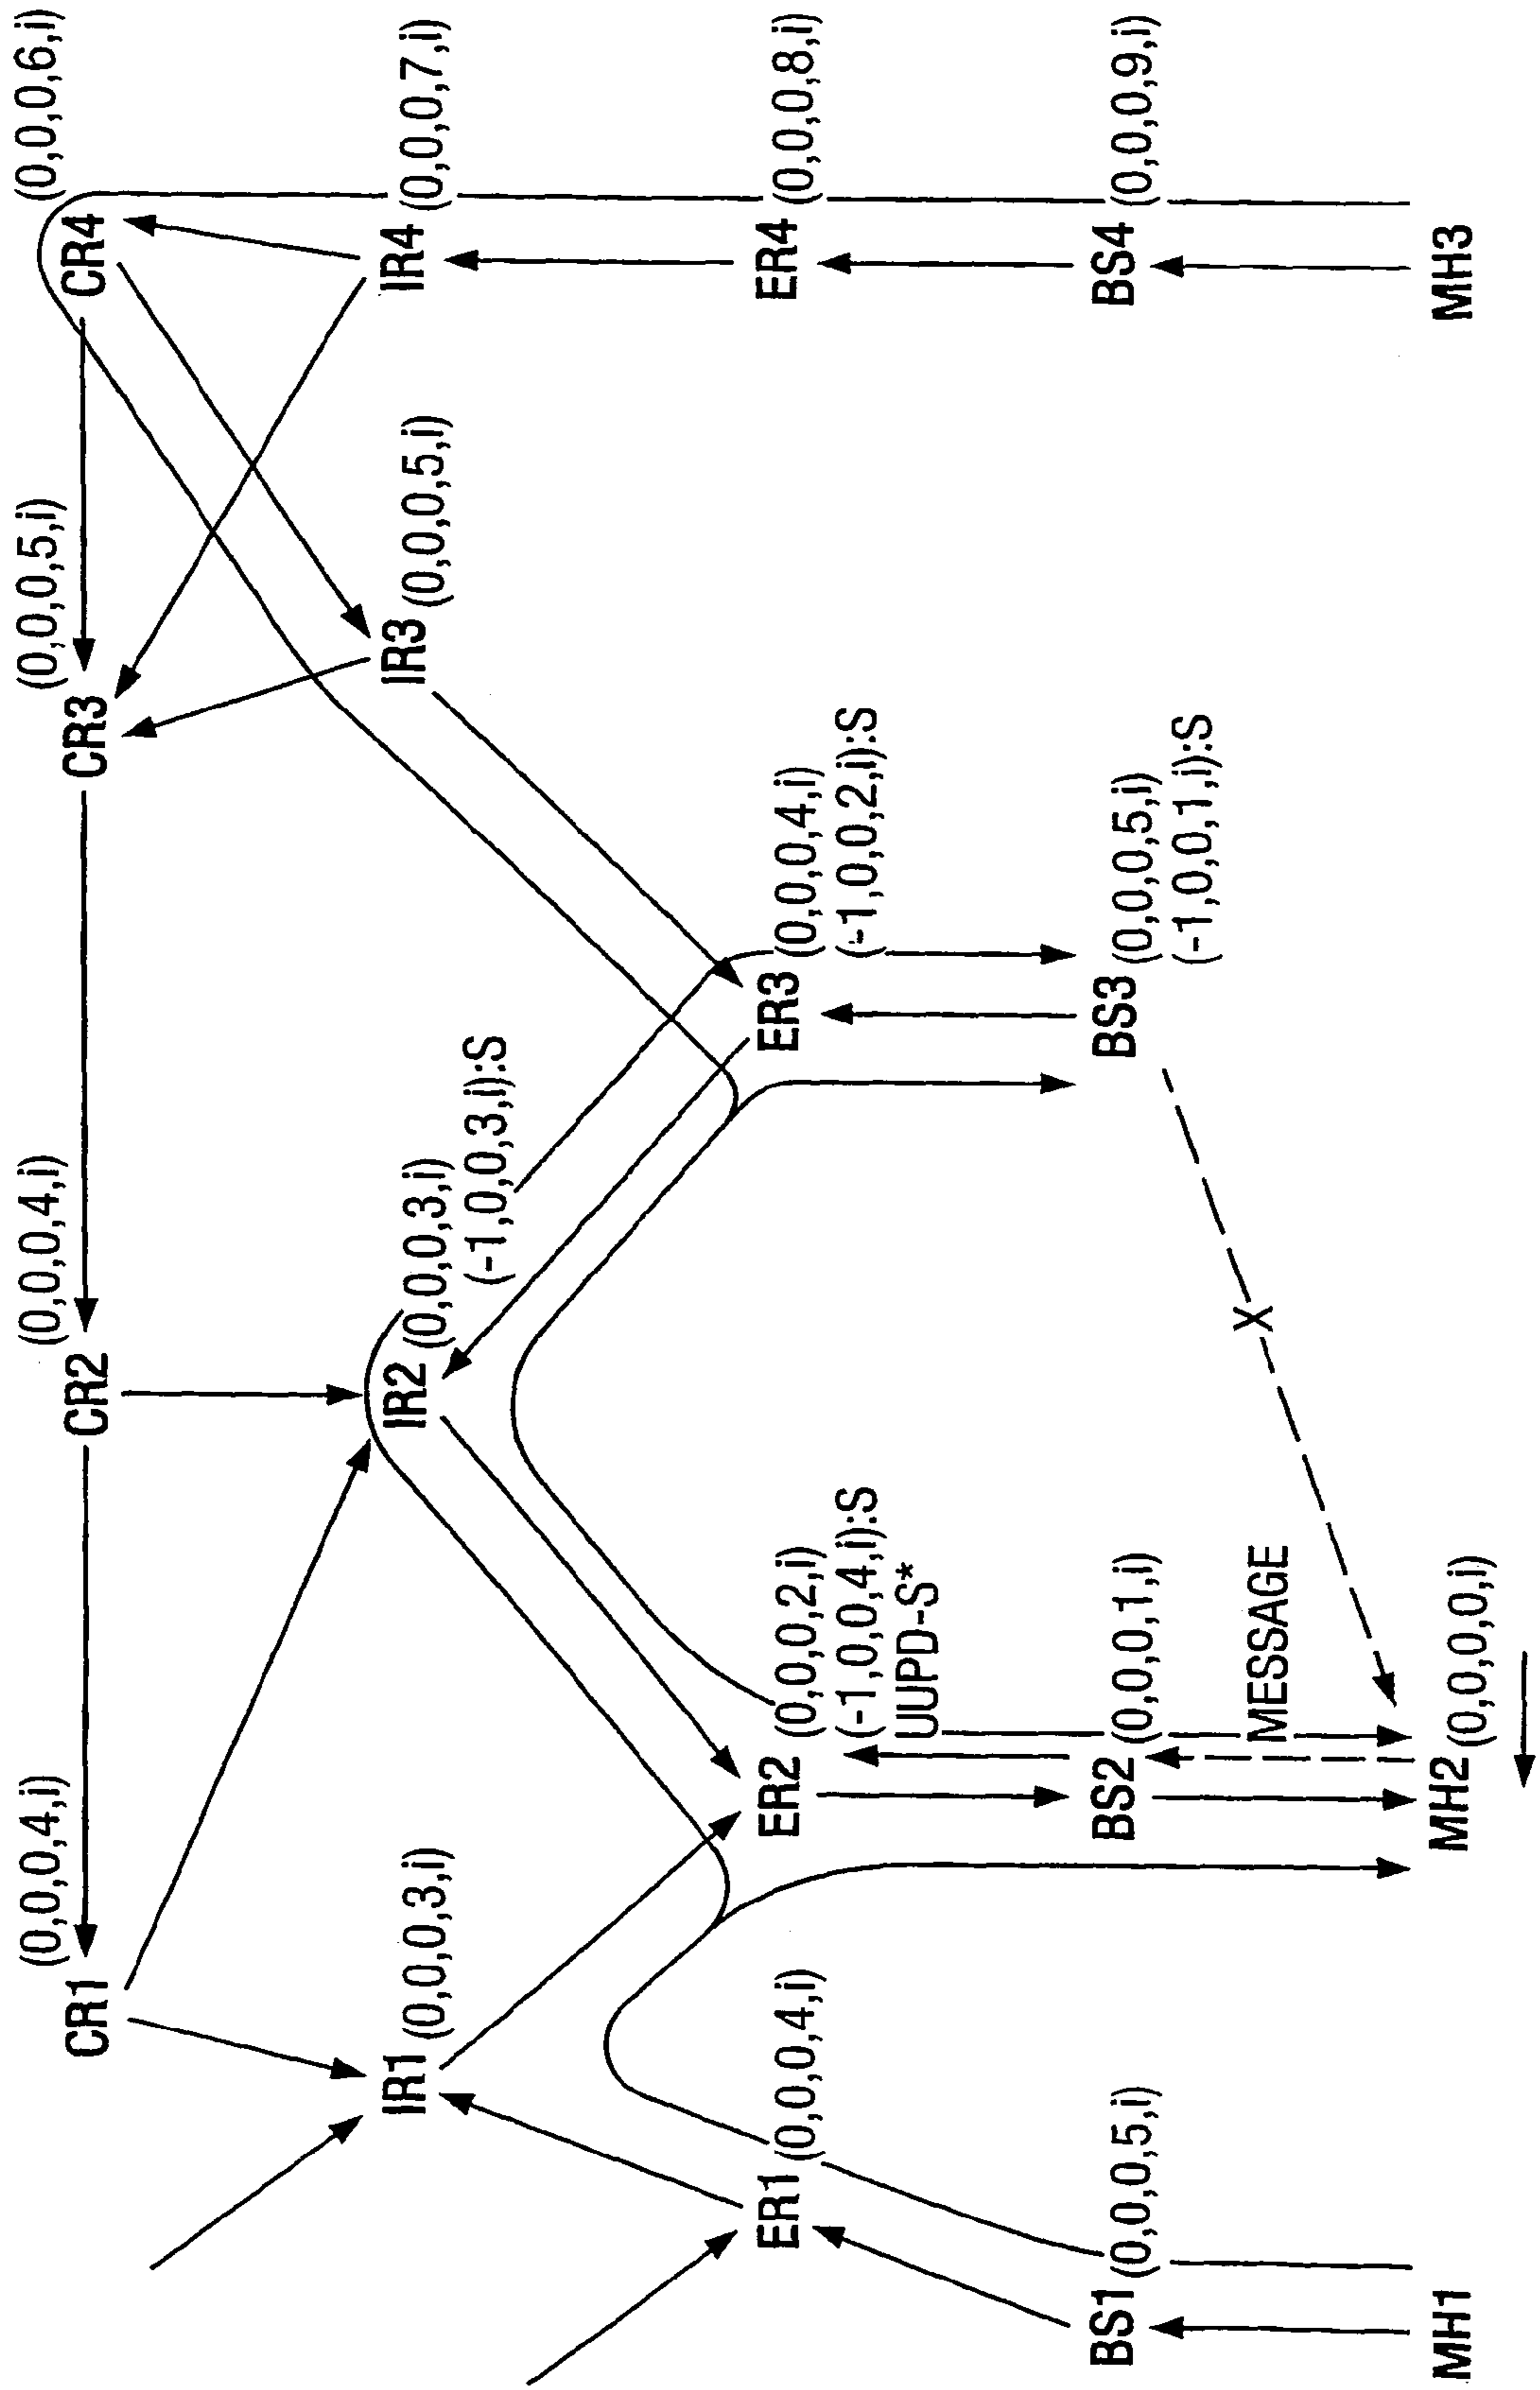 (0,0,0,4,i) (0,0,0,4,i) (0,0,0,5,i) (0,0,0,6,i)
CR1 CR2 CR3 CR4
IR1 (0,0,0,3,i) IR2 (0,0,0,3,i) IR3 (0,0,0,5,i) IR4 (0,0,0,7,i)
(-1,0,0,3,i):S
ER1 (0,0,0,4,i) ER2 (0,0,0,2,i) ER3 (0,0,0,4,i) ER4 (0,0,0,8,i)
(-1,0,0,4,i):S (-1,0,0,2,i):S
UUPD-S*
BS1 (0,0,0,5,i) BS2 (0,0,0,1,i) BS3 (0,0,0,5,i) BS4 (0,0,0,9,i)
(-1,0,0,1,i):S
MESSAGE X
MH1 MH2 (0,0,0,0,i) MH3